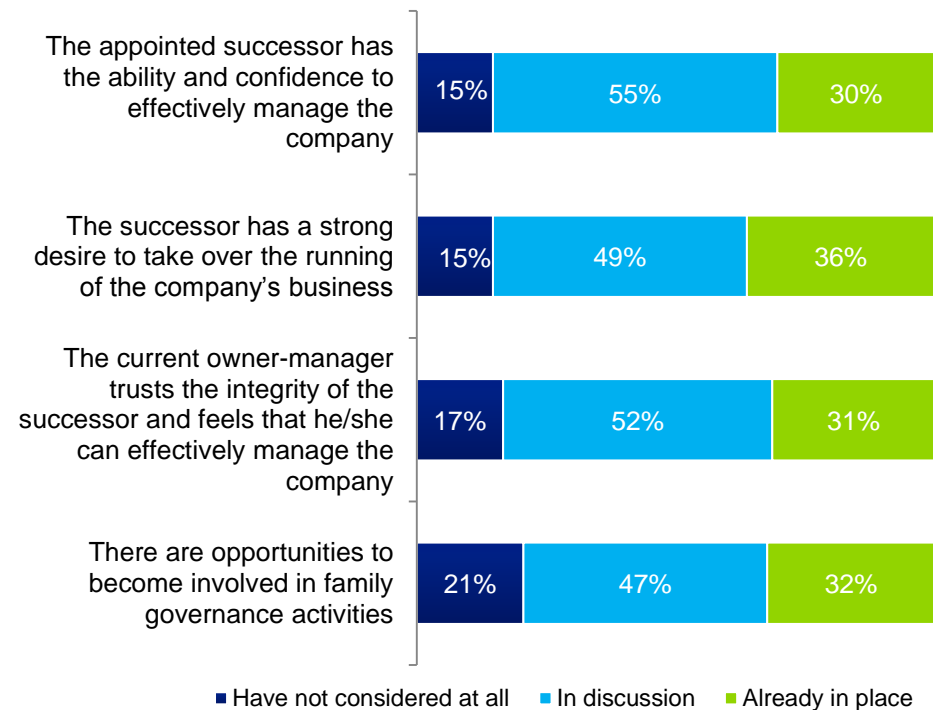 The appointed successor has
the ability and confidence to
effectively manage the
company
15% 55% 30%
The successor has a strong
desire to take over the running
of the company’s business
15% 49% 36%
The current owner-manager
trusts the integrity of the
successor and feels that he/she
can effectively manage the
company
17% 52% 31%
There are opportunities to
become involved in family
governance activities
21% 47% 32%
Have not considered at all In discussion Already in place